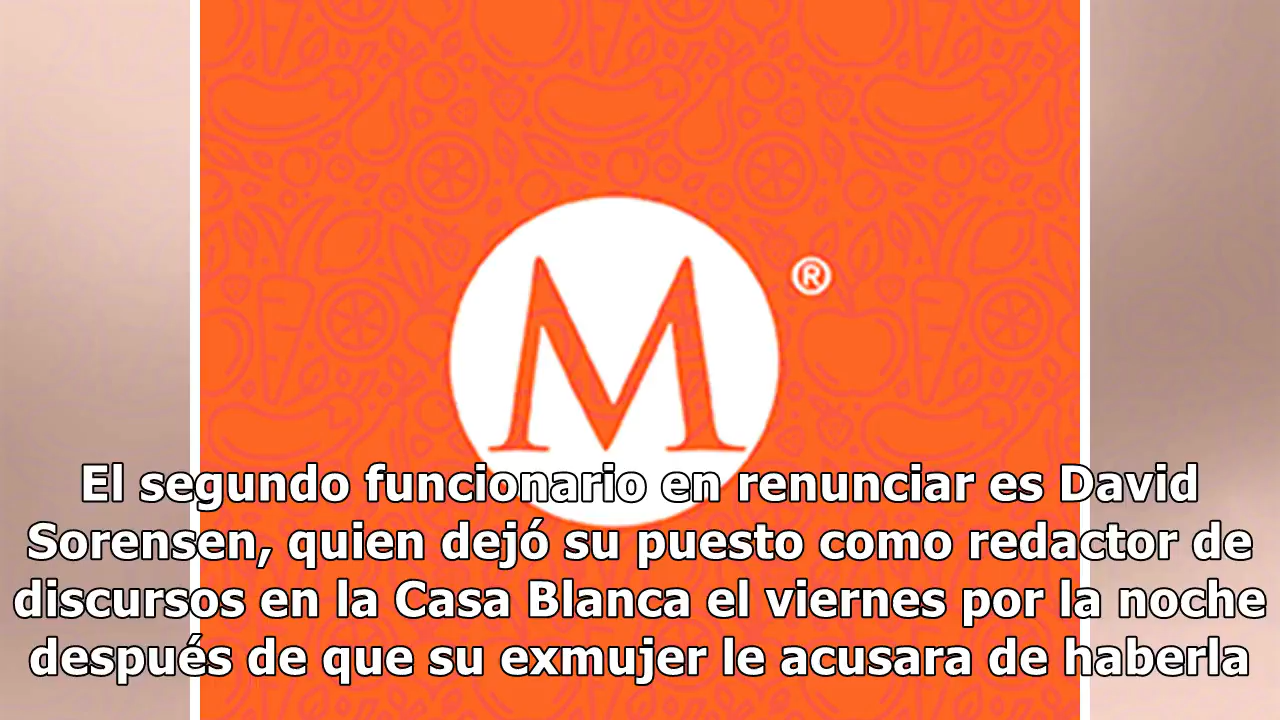 M
®
El segundo funcionario en renunciar es David
Sorensen, quien dejó su puesto como redactor de
discursos en la Casa Blanca el viernes por la noche
después de que su exmujer le acusara de haberla